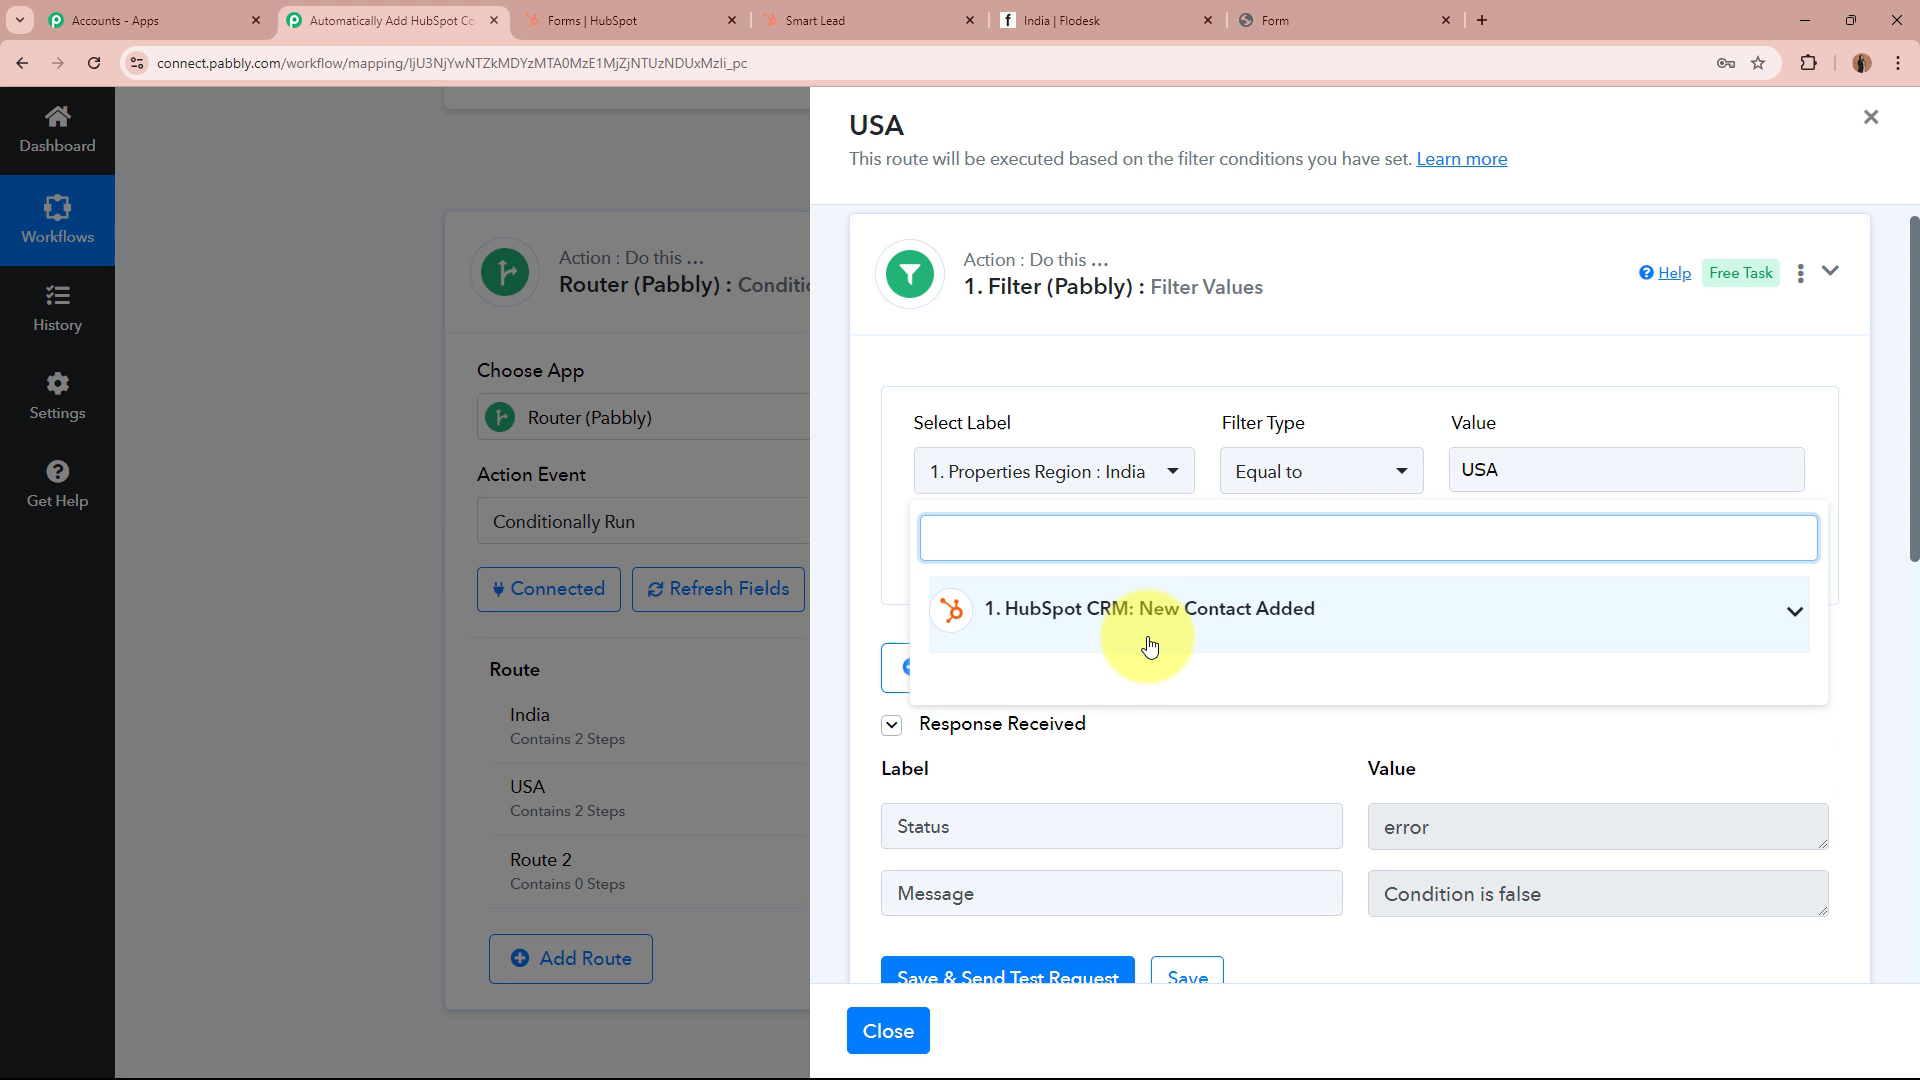 Accounts - Apps
Automatically Add HubSpot Co
Forms | HubSpot
Smart Lead
India | Flodesk
Form
connect.pabbly.com/workflow/mapping/IjU3NjYwNTZkMDYzMTA0MzE1MjZjNTUzNDUxMzIi_pc
Dashboard
Workflows
History
Settings
Get Help
Action : Do this ...
Router (Pabbly) : Conditic
Choose App
Router (Pabbly)
Action Event
Conditionally Run
Connected
Refresh Fields
Route
India
Contains 2 Steps
USA
Contains 2 Steps
Route 2
Contains 0 Steps
Add Route
USA
This route will be executed based on the filter conditions you have set. Learn more
Action : Do this ...
1. Filter (Pabbly) : Filter Values
Help
Free Task
Select Label
Filter Type
Value
1. Properties Region : India
Equal to
USA
1. HubSpot CRM: New Contact Added
Response Received
Label
Value
Status
error
Message
Condition is false
Save & Send Test Request
Save
Close